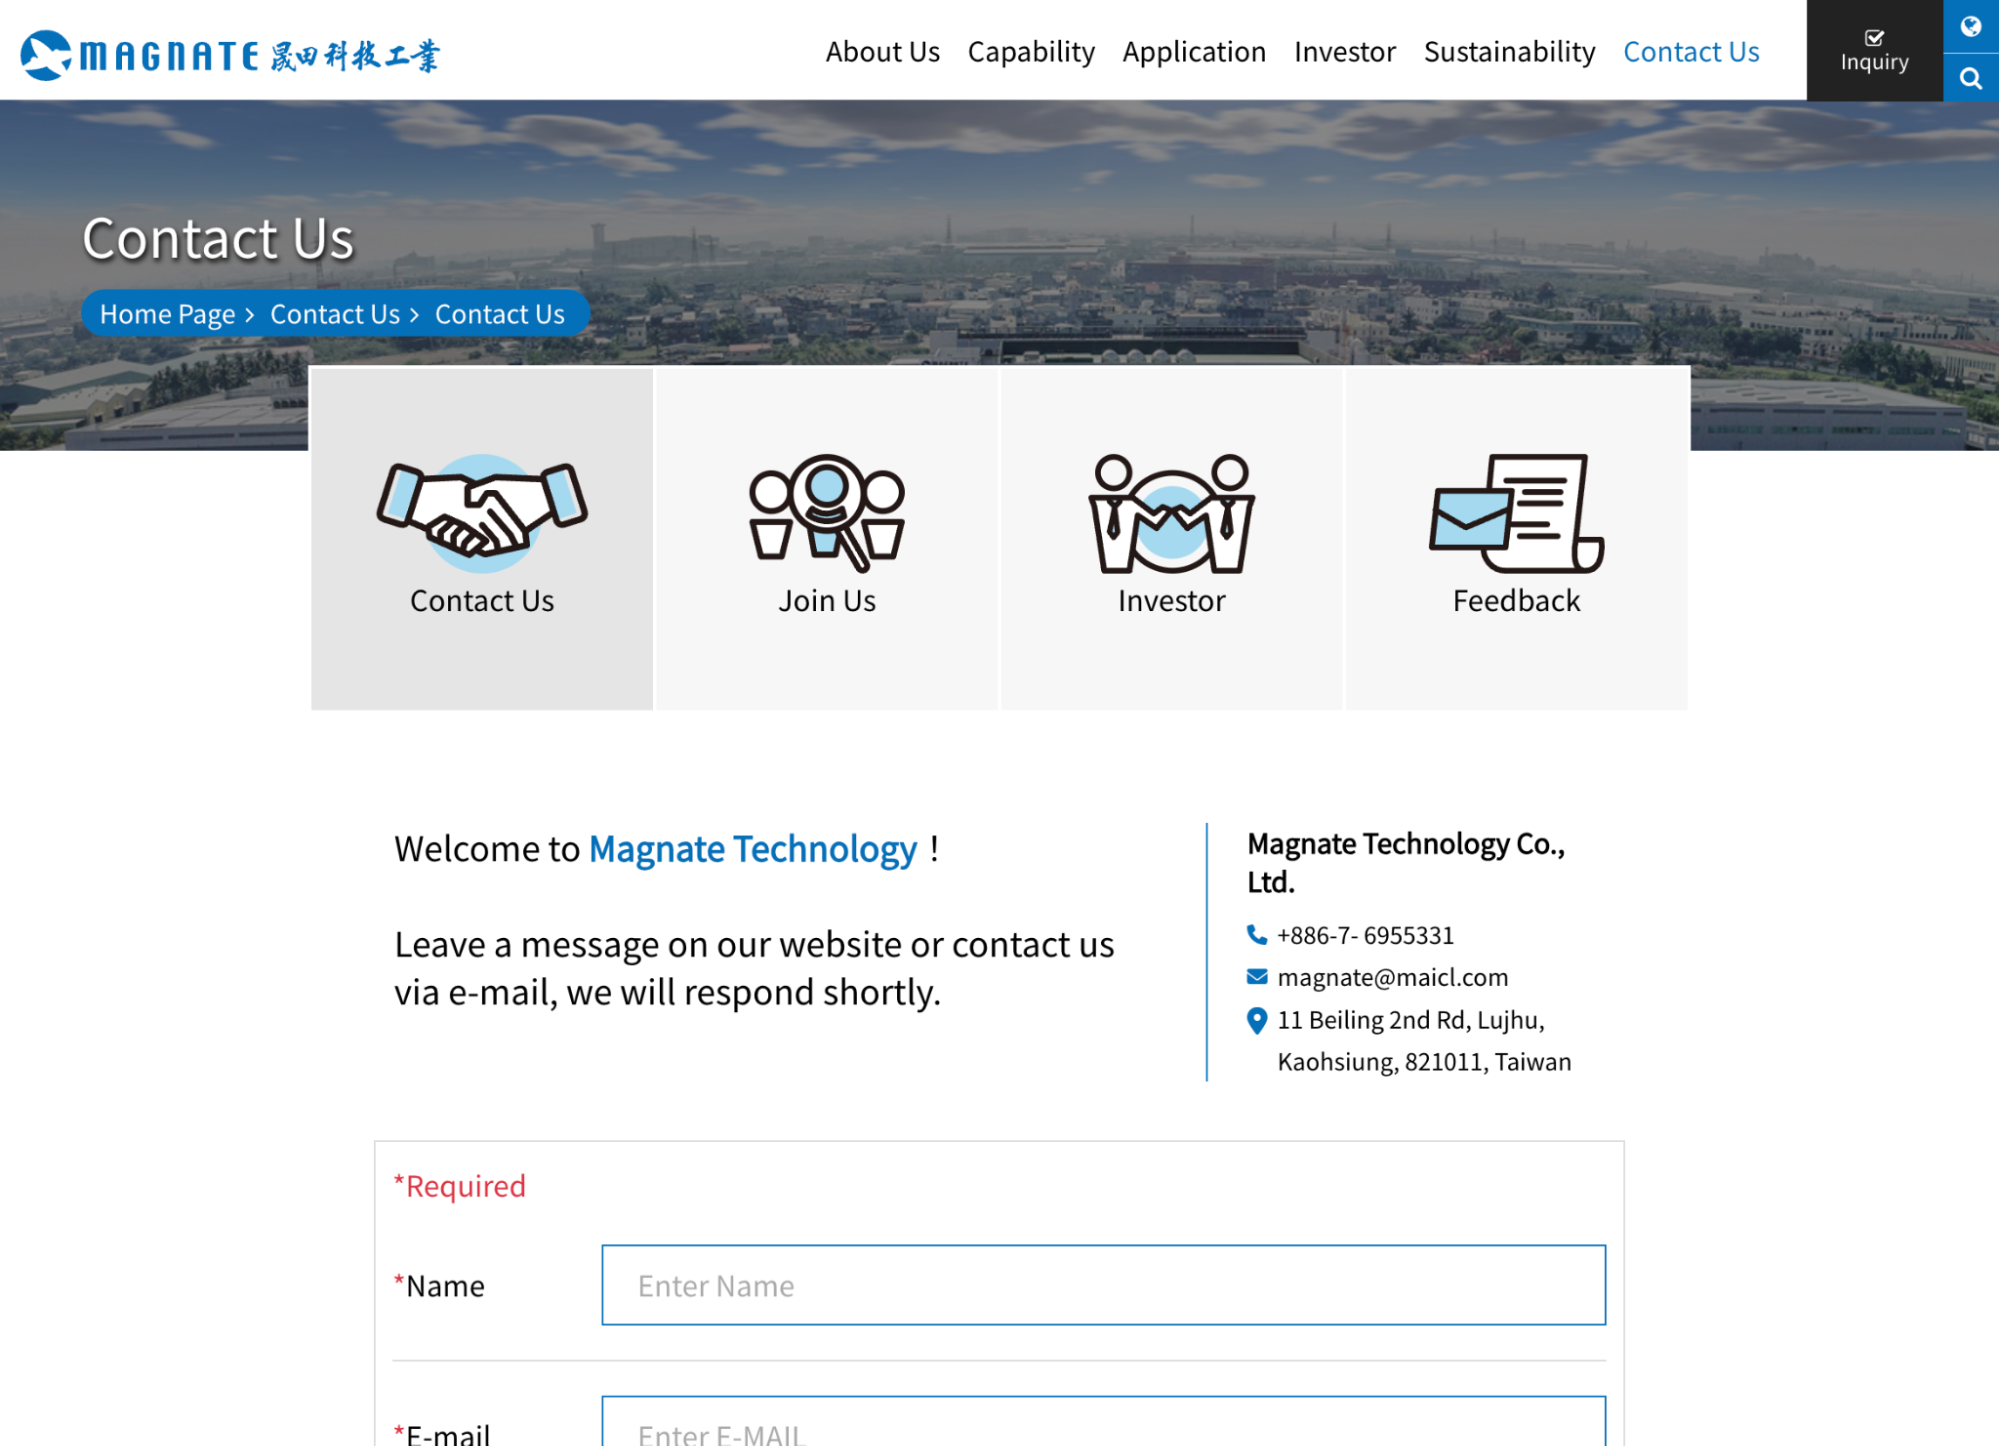 MAGNATE 晟田科技工業
About Us Capability Application Investor Sustainability Contact Us
Inquiry
Contact Us
Home Page > Contact Us > Contact Us
Contact Us
Join Us
Investor
Feedback
Welcome to Magnate Technology！
Leave a message on our website or contact us
via e-mail, we will respond shortly.
Magnate Technology Co.,
Ltd.
+886-7- 6955331
magnate@maicl.com
11 Beiling 2nd Rd, Lujhu,
Kaohsiung, 821011, Taiwan
*Required
*Name Enter Name
*E-mail Enter E-MAIL